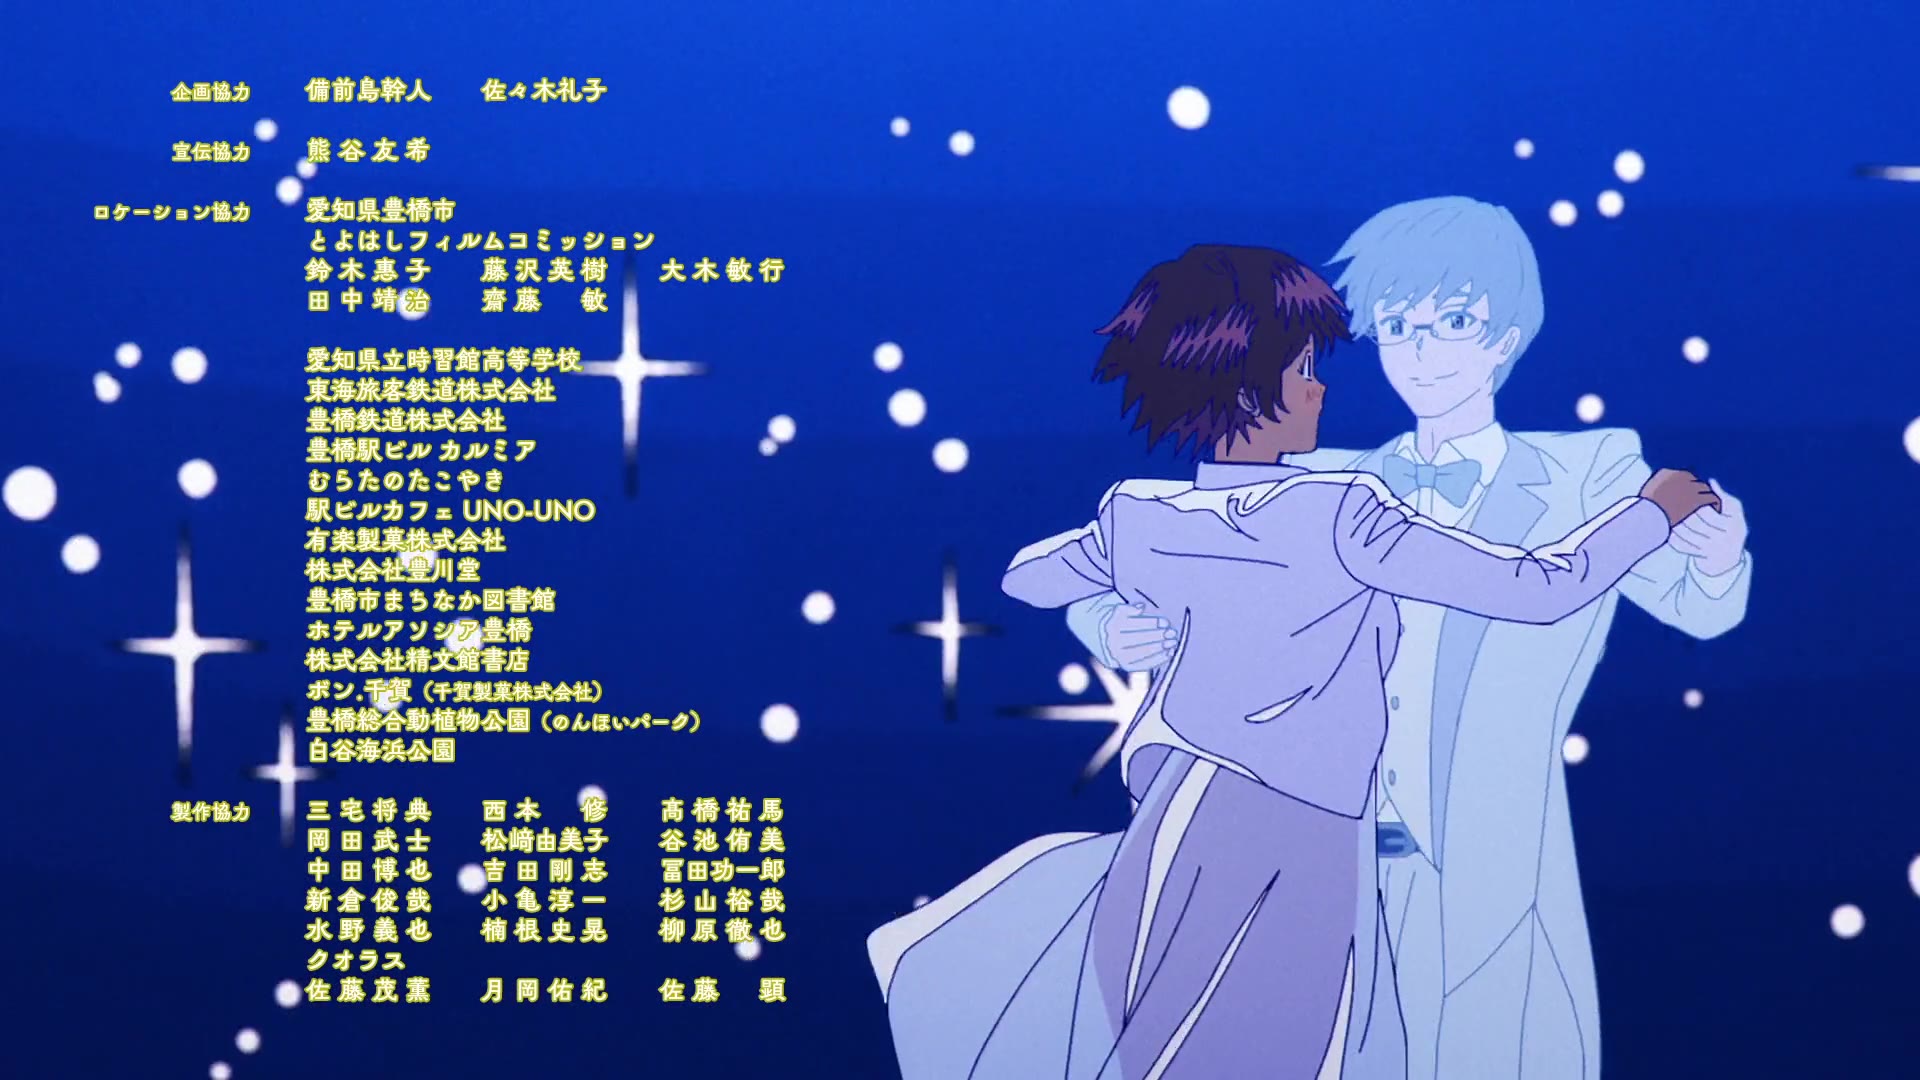 企画協力 備前島幹人 佐々木礼子
宣伝協力 熊谷友希
ロケーション協力 愛知県豊橋市
とよはしフィルムコミッション
鈴木惠子 藤沢英樹 大木敏行
田中靖治 齋藤 敏
愛知県立時習館高等学校
東海旅客鉄道株式会社
豊橋鉄道株式会社
豊橋駅ビル カルミア
むらたのたこやき
駅ビルカフェ UNO-UNO
有楽製菓株式会社
株式会社豊川堂
豊橋市まちなか図書館
ホテルアソシア豊橋
株式会社精文館書店
ボン.千賀（千賀製菓株式会社）
豊橋総合動植物公園（のんほいパーク）
白谷海浜公園
製作協力 三宅将典 西本 修 髙橋祐馬
岡田武士 松﨑由美子 谷池侑美
中田博也 吉田剛志 冨田功一郎
新倉俊哉 小亀淳一 杉山裕哉
水野義也 楠根史晃 柳原徹也
クオラス
佐藤茂薫 月岡佑紀 佐藤 顕